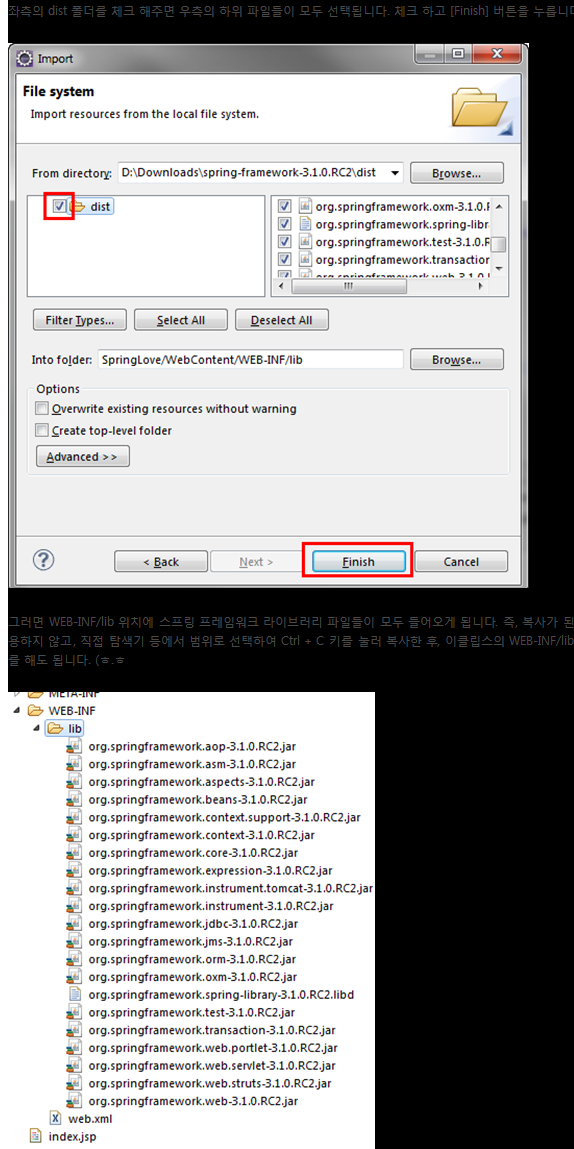 좌측의 dist 폴더를 체크 해주면 우측의 하위 파일들이 모두 선택됩니다. 체크 하고 [Finish] 버튼을 누릅니다
Import
File system
Import resources from the local file system.
From directory: D:\Downloads\spring-framework-3.1.0.RC2\dist Browse...
dist
org.springframework.oxm-3.1.0.F
org.springframework.spring-libr
org.springframework.test-3.1.0.R
org.springframework.transaction
org.springframework.web-3.1.0.
Filter Types... Select All Deselect All
Into folder: SpringLove/WebContent/WEB-INF/lib Browse...
Options
Overwrite existing resources without warning
Create top-level folder
Advanced >>
< Back Next > Finish Cancel
그러면 WEB-INF/lib 위치에 스프링 프레임워크 라이브러리 파일들이 모두 들어오게 됩니다. 즉, 복사가 된
용하지 않고, 직접 탐색기 등에서 범위로 선택하여 Ctrl + C 키를 눌러 복사한 후, 이클립스의 WEB-INF/lib
를 해도 됩니다. (ㅎ.ㅎ
META-INF
WEB-INF
lib
org.springframework.aop-3.1.0.RC2.jar
org.springframework.asm-3.1.0.RC2.jar
org.springframework.aspects-3.1.0.RC2.jar
org.springframework.beans-3.1.0.RC2.jar
org.springframework.context.support-3.1.0.RC2.jar
org.springframework.context-3.1.0.RC2.jar
org.springframework.core-3.1.0.RC2.jar
org.springframework.expression-3.1.0.RC2.jar
org.springframework.instrument.tomcat-3.1.0.RC2.jar
org.springframework.instrument-3.1.0.RC2.jar
org.springframework.jdbc-3.1.0.RC2.jar
org.springframework.jms-3.1.0.RC2.jar
org.springframework.orm-3.1.0.RC2.jar
org.springframework.oxm-3.1.0.RC2.jar
org.springframework.spring-library-3.1.0.RC2.libd
org.springframework.test-3.1.0.RC2.jar
org.springframework.transaction-3.1.0.RC2.jar
org.springframework.web.portlet-3.1.0.RC2.jar
org.springframework.web.servlet-3.1.0.RC2.jar
org.springframework.web.struts-3.1.0.RC2.jar
org.springframework.web-3.1.0.RC2.jar
web.xml
index.jsp